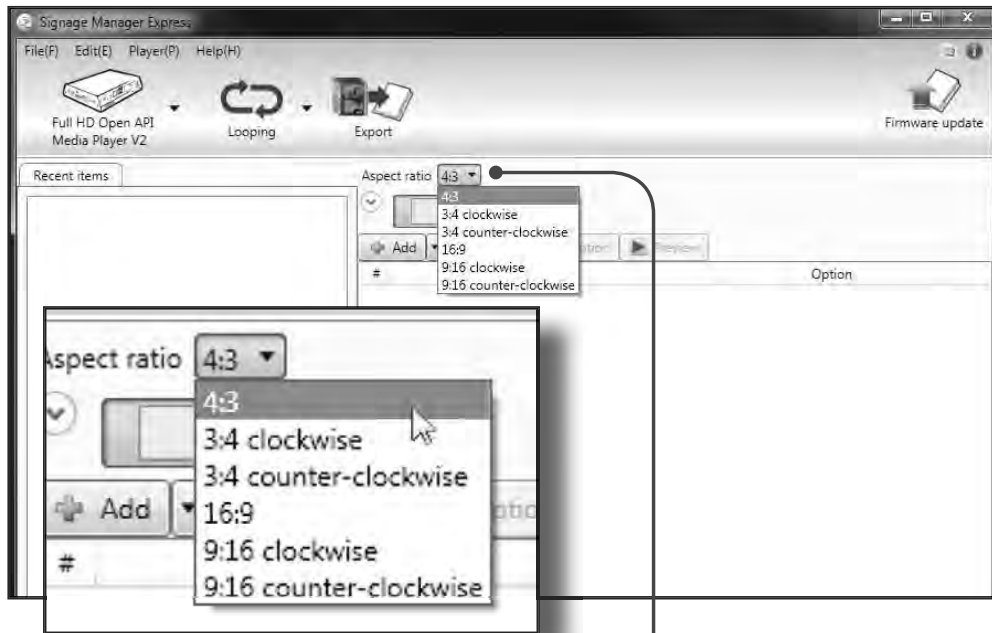 Signage Manager Express
File(F) Edit(E) Player(P) Help(H)
Full HD Open API
Media Player V2
Looping
Export
Firmware update
Recent items
Aspect ratio 4:3
4:3
3:4 clockwise
3:4 counter-clockwise
16:9
9:16 clockwise
9:16 counter-clockwise
Add
Preview
# Option
Aspect ratio 4:3
4:3
3:4 clockwise
3:4 counter-clockwise
16:9
9:16 clockwise
9:16 counter-clockwise
Add
#